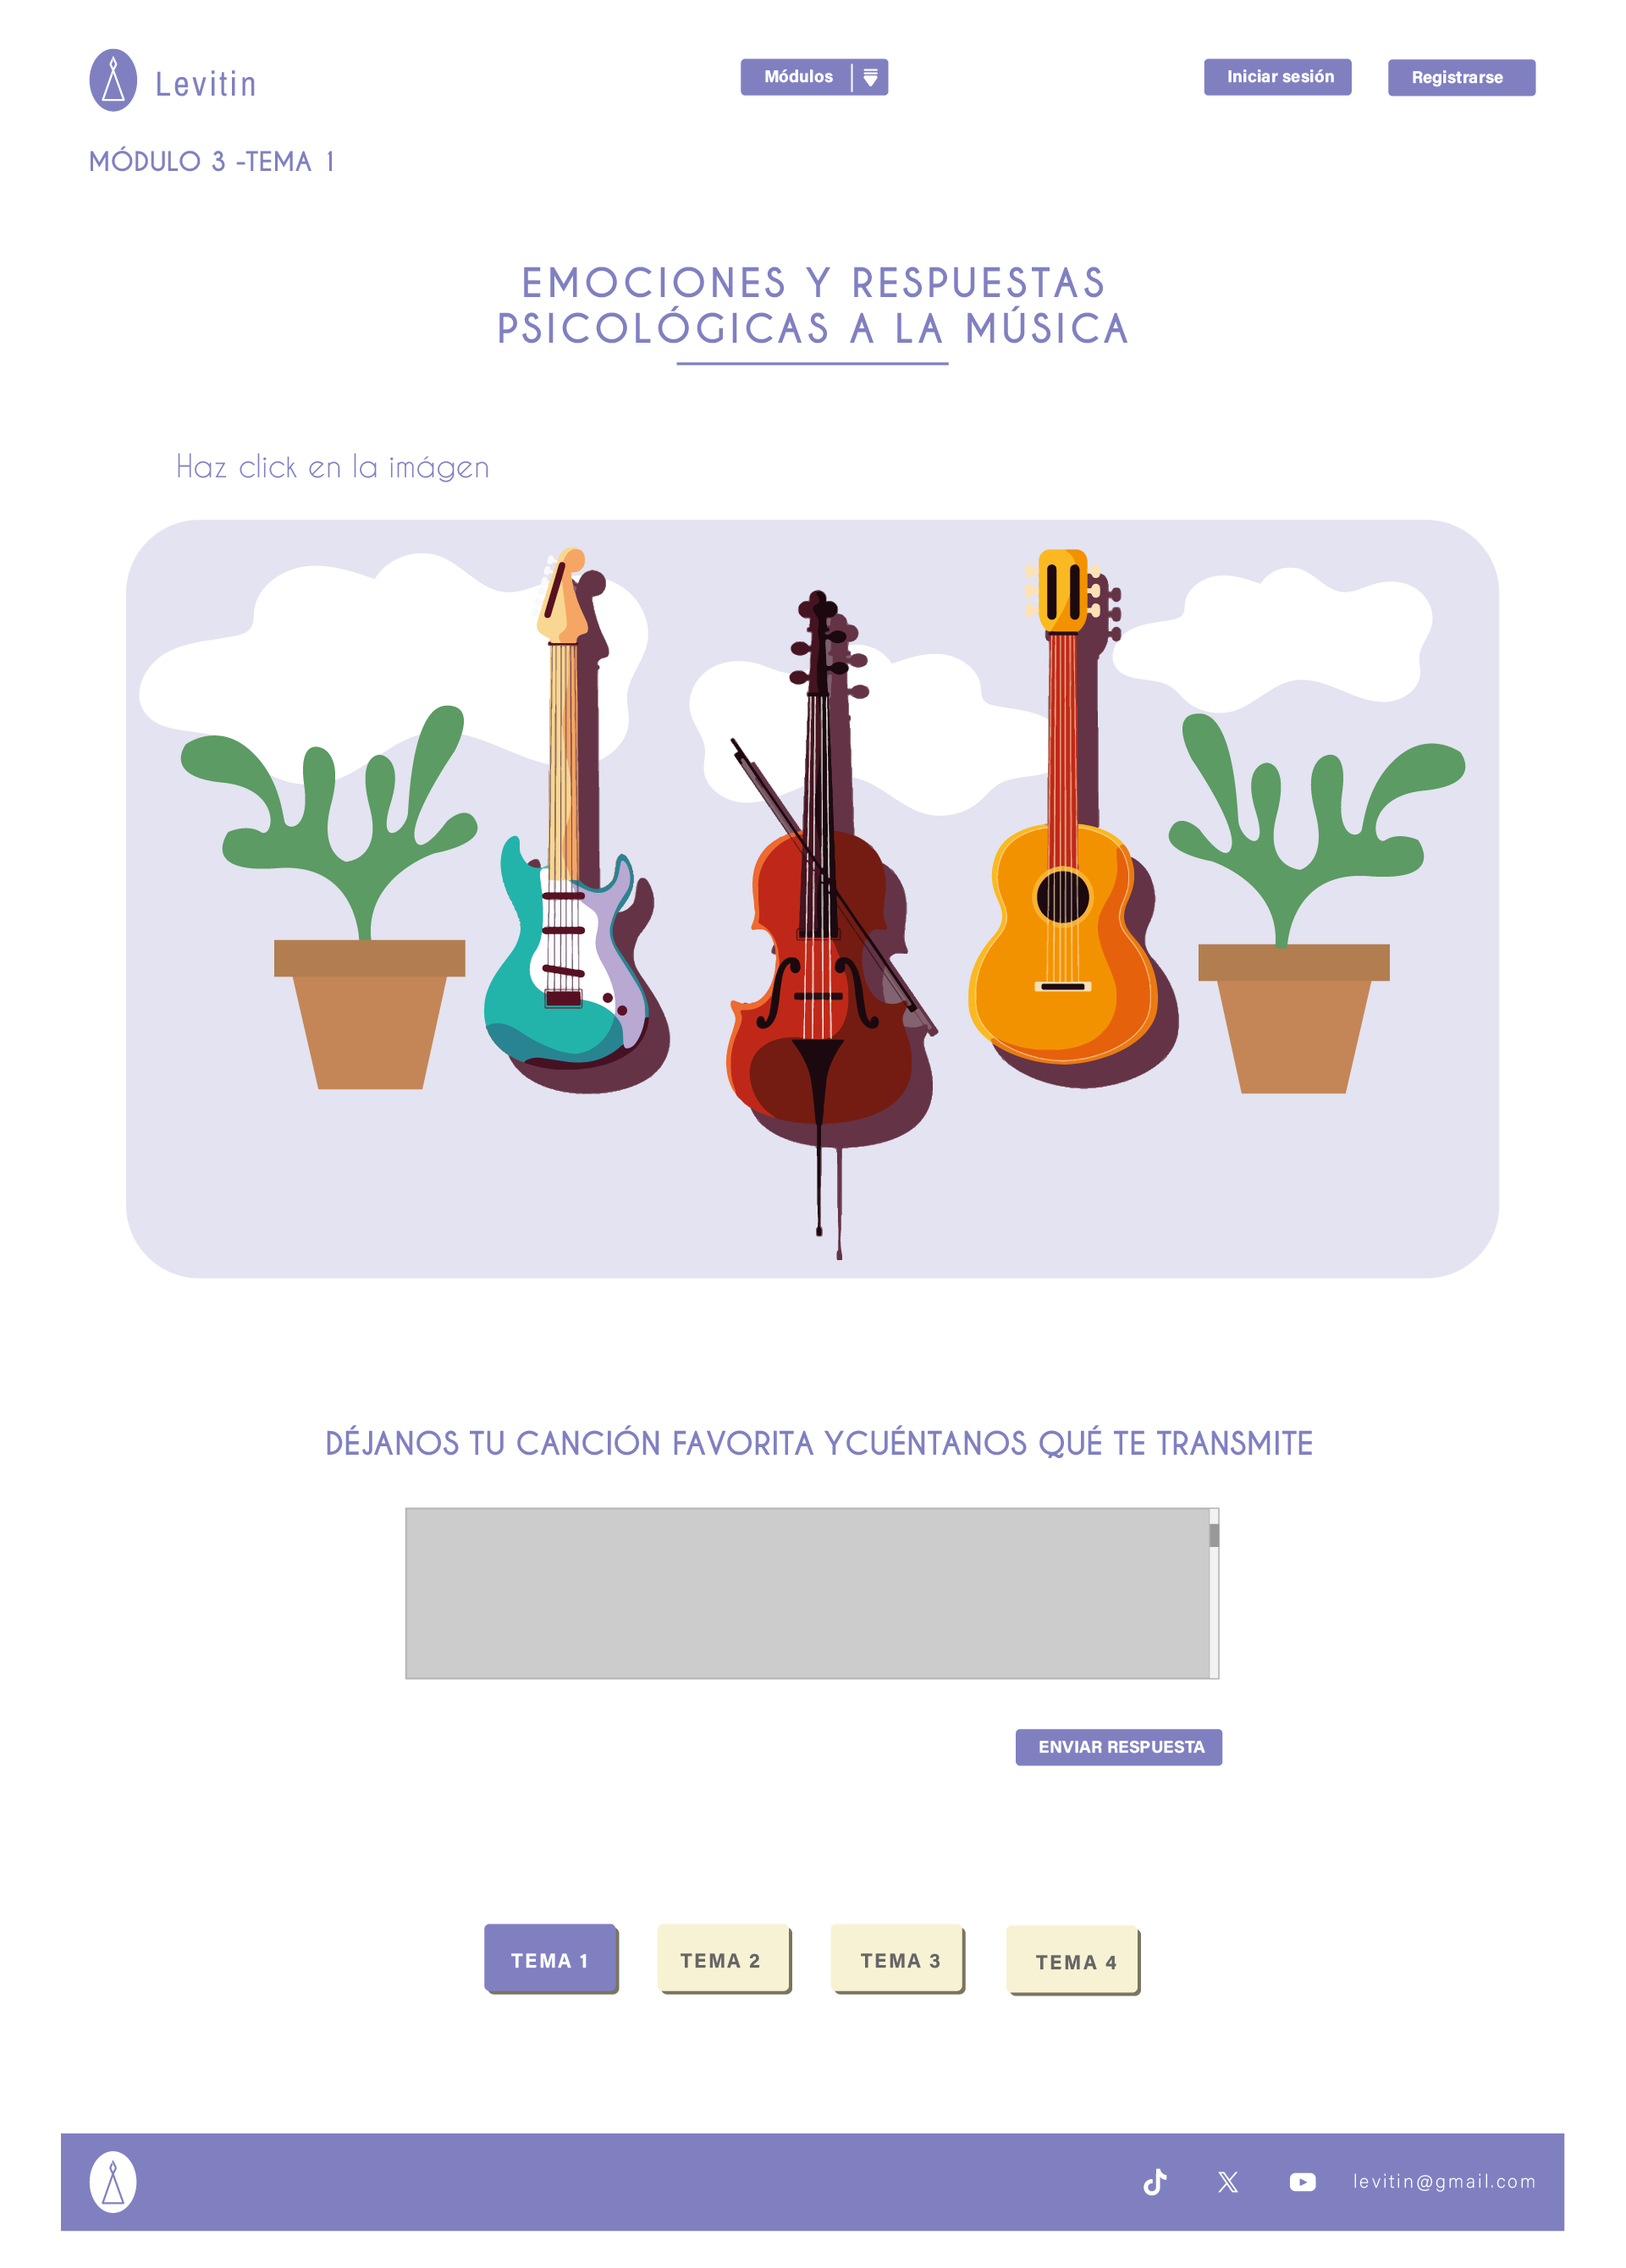 Levitin
Módulos
Iniciar sesión
Registrarse
MÓDULO 3 -TEMA 1
EMOCIONES Y RESPUESTAS
PSICOLÓGICAS A LA MÚSICA
Haz click en la imágen
DÉJANOS TU CANCIÓN FAVORITA YCUÉNTANOS QUÉ TE TRANSMITE
ENVIAR RESPUESTA
TEMA 1
TEMA 2
TEMA 3
TEMA 4
levitin@gmail.com